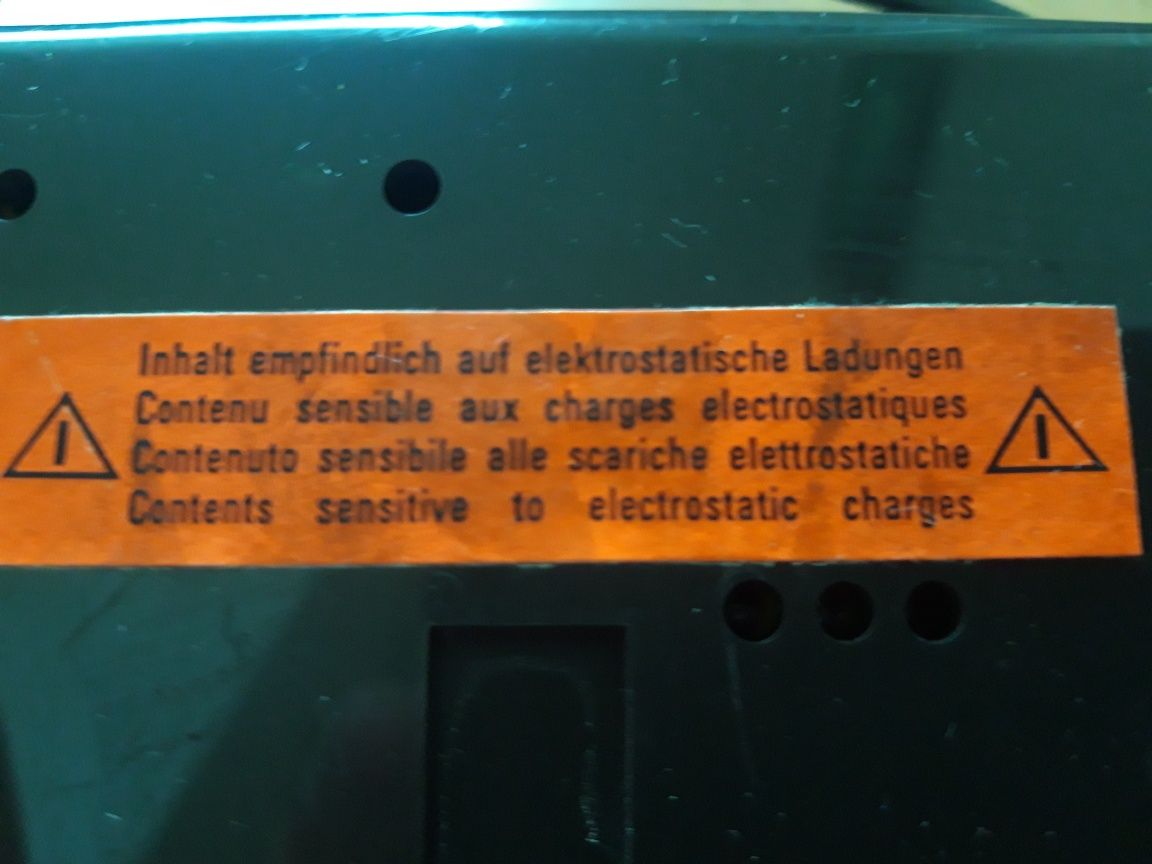 Inhalt empfindlich auf elektrostatische Ladungen
Contenu sensible aux charges electrostatiques
Contenuto sensibile alle scariche elettrostatiche
Contents sensitive to electrostatic charges